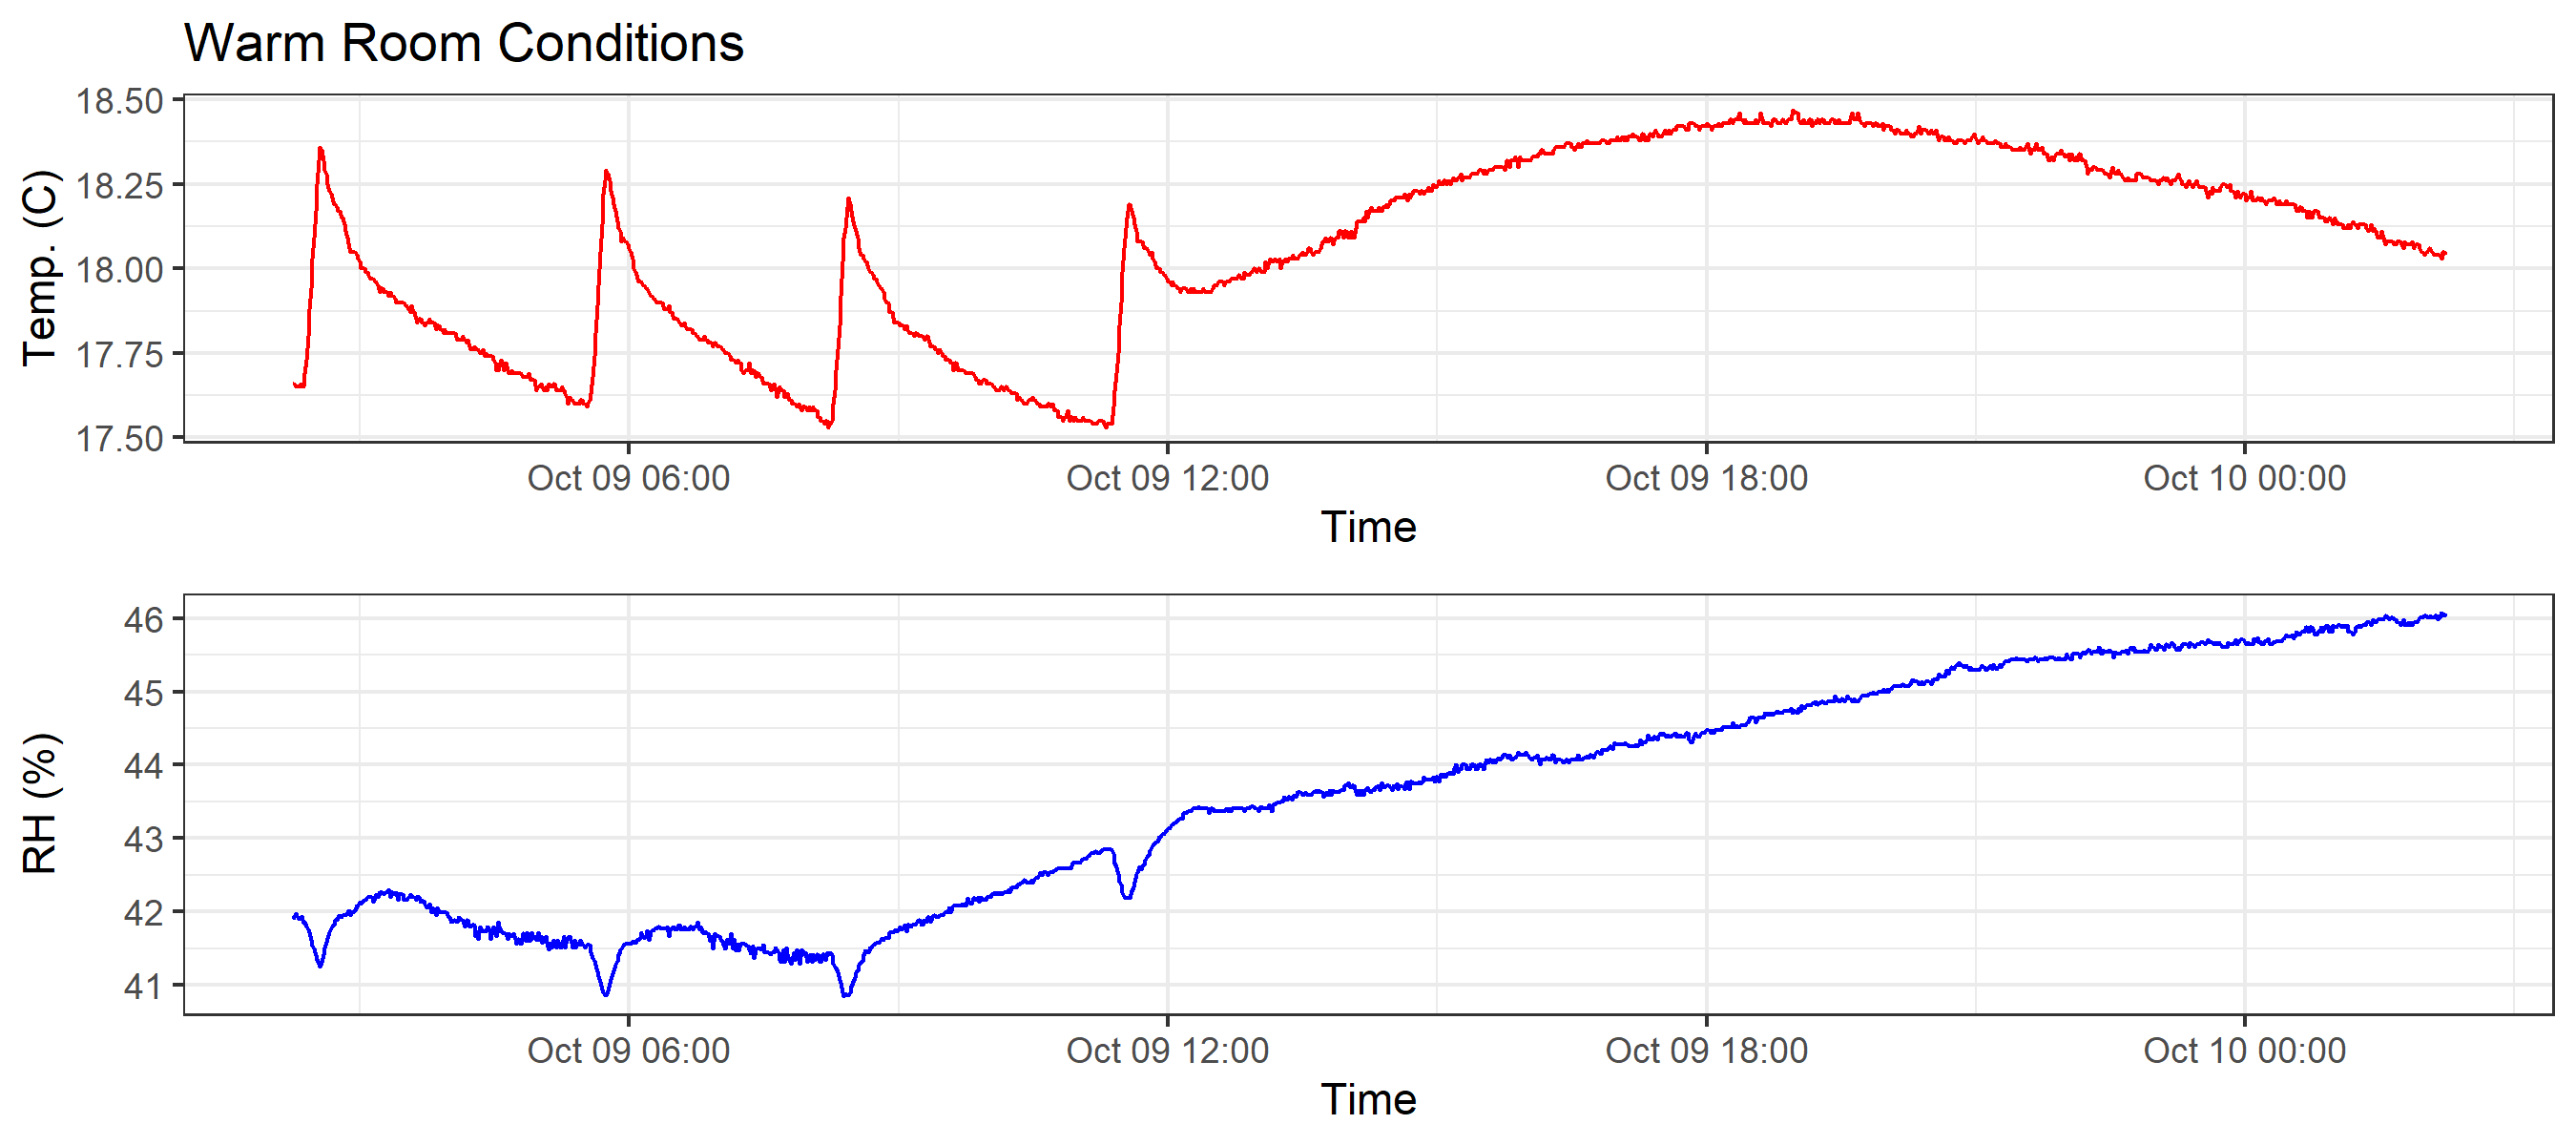 Warm Room Conditions
18.50
18.25
18.00
17.75
17.50
Temp. (C)
Oct 09 06:00 Oct 09 12:00 Oct 09 18:00 Oct 10 00:00
Time
46
45
44
43
42
41
RH (%)
Oct 09 06:00 Oct 09 12:00 Oct 09 18:00 Oct 10 00:00
Time